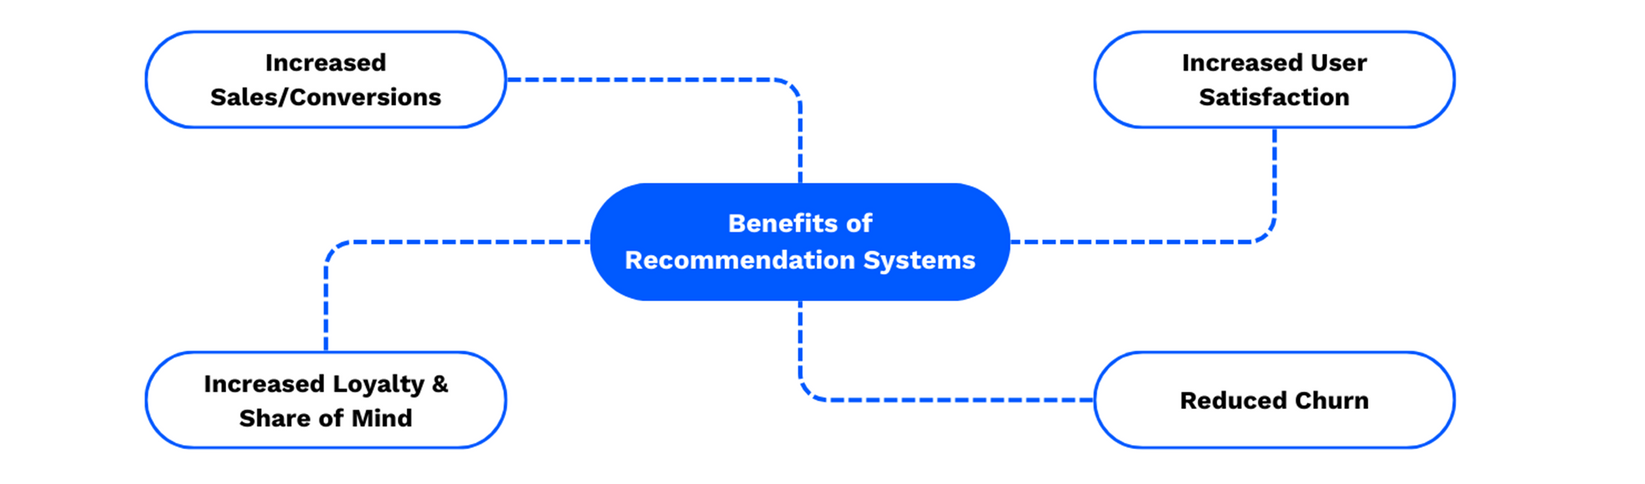 Increased
Sales/Conversions
Increased User
Satisfaction
Benefits of
Recommendation Systems
Increased Loyalty &
Share of Mind
Reduced Churn